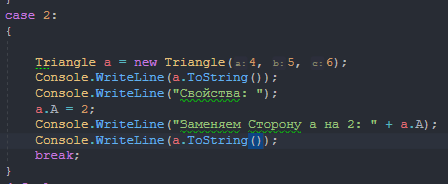 case 2:
{
Triangle a = new Triangle(a: 4, b: 5, c: 6);
Console.WriteLine(a.ToString());
Console.WriteLine("Свойства: ");
a.A = 2;
Console.WriteLine("Заменяем Сторону а на 2: " + a.A);
Console.WriteLine(a.ToString());
break;
}